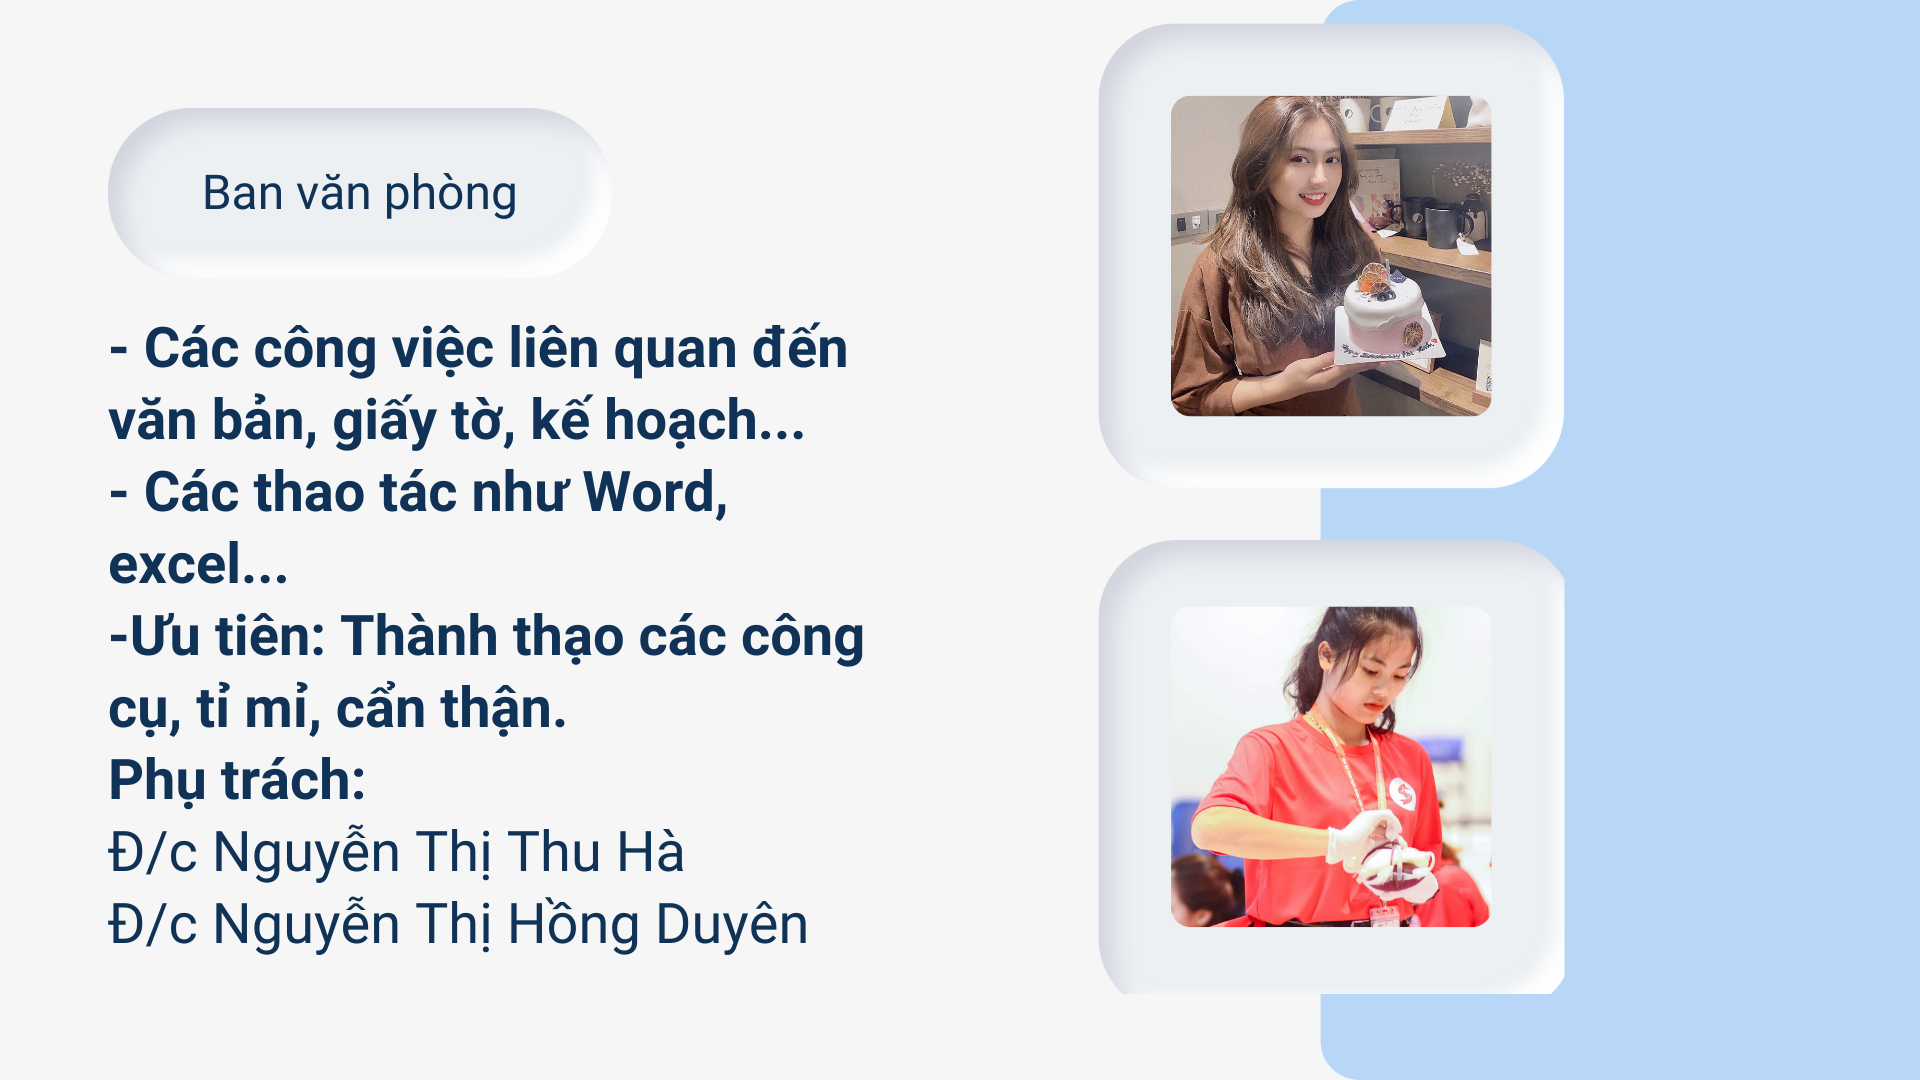 Ban văn phòng
- Các công việc liên quan đến
văn bản, giấy tờ, kế hoạch...
- Các thao tác như Word,
excel...
-Ưu tiên: Thành thạo các công
cụ, tỉ mỉ, cẩn thận.
Phụ trách:
Đ/c Nguyễn Thị Thu Hà
Đ/c Nguyễn Thị Hồng Duyên